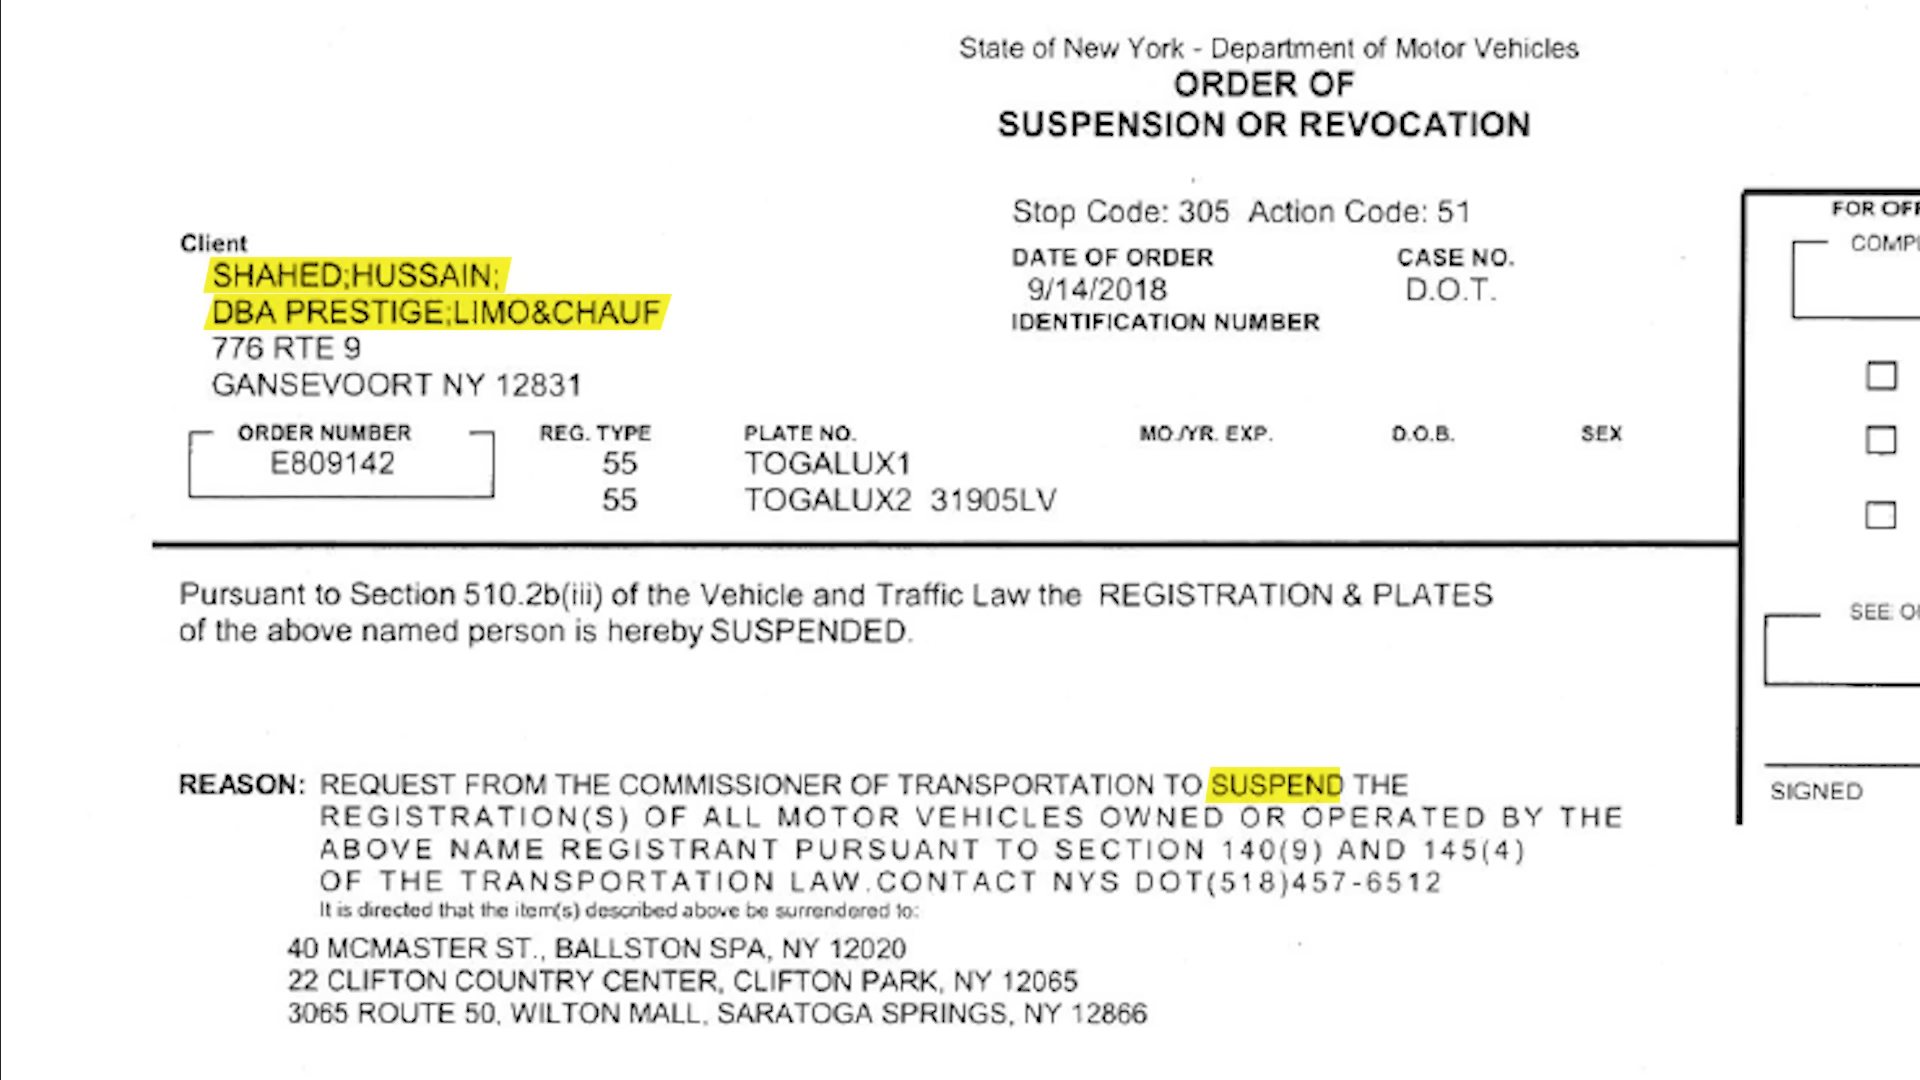 State of New York - Department of Motor Vehicles
ORDER OF
SUSPENSION OR REVOCATION
Stop Code: 305 Action Code: 51
Client
SHAHED;HUSSAIN;
DBA PRESTIGE;LIMO&CHAUF
776 RTE 9
GANSEVOORT NY 12831
DATE OF ORDER
9/14/2018
CASE NO.
D.O.T.
IDENTIFICATION NUMBER
ORDER NUMBER
E809142
REG. TYPE
55
55
PLATE NO.
TOGALUX1
TOGALUX2 31905LV
MO./YR. EXP.
D.O.B.
SEX
Pursuant to Section 510.2b(iii) of the Vehicle and Traffic Law the REGISTRATION & PLATES
of the above named person is hereby SUSPENDED.
REASON: REQUEST FROM THE COMMISSIONER OF TRANSPORTATION TO SUSPEND THE
REGISTRATION(S) OF ALL MOTOR VEHICLES OWNED OR OPERATED BY THE
ABOVE NAME REGISTRANT PURSUANT TO SECTION 140(9) AND 145(4)
OF THE TRANSPORTATION LAW.CONTACT NYS DOT(518)457-6512
It is directed that the item(s) described above be surrendered to:
40 MCMASTER ST., BALLSTON SPA, NY 12020
22 CLIFTON COUNTRY CENTER, CLIFTON PARK, NY 12065
3065 ROUTE 50, WILTON MALL, SARATOGA SPRINGS, NY 12866
FOR
SEE
SIGNED